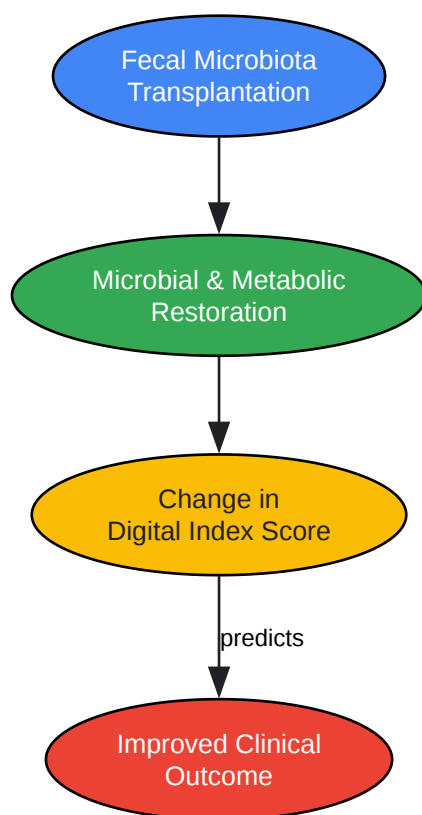 Fecal Microbiota
Transplantation
Microbial & Metabolic
Restoration
Change in
Digital Index Score
predicts
Improved Clinical
Outcome